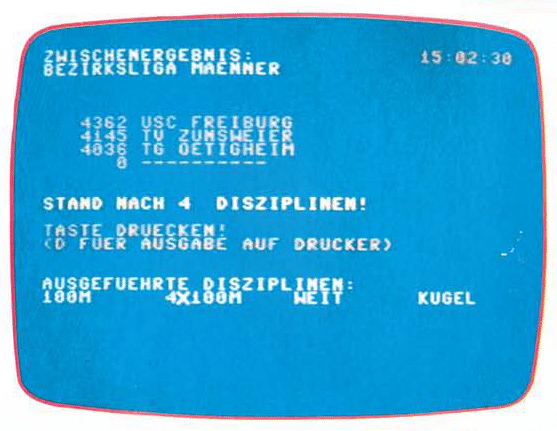 ZWISCHENERGEBNIS: 15:02:30
BEZIRKSLIGA MAENNER
4362 USC FREIBURG
4145 TV ZUNSWEIER
4036 TG OETIGHEIM
0 ----------
STAND NACH 4 DISZIPLINEN!
TASTE DRUECKEN!
(D FUER AUSGABE AUF DRUCKER)
AUSGEFUEHRTE DISZIPLINEN:
100M 4X100M WEIT KUGEL